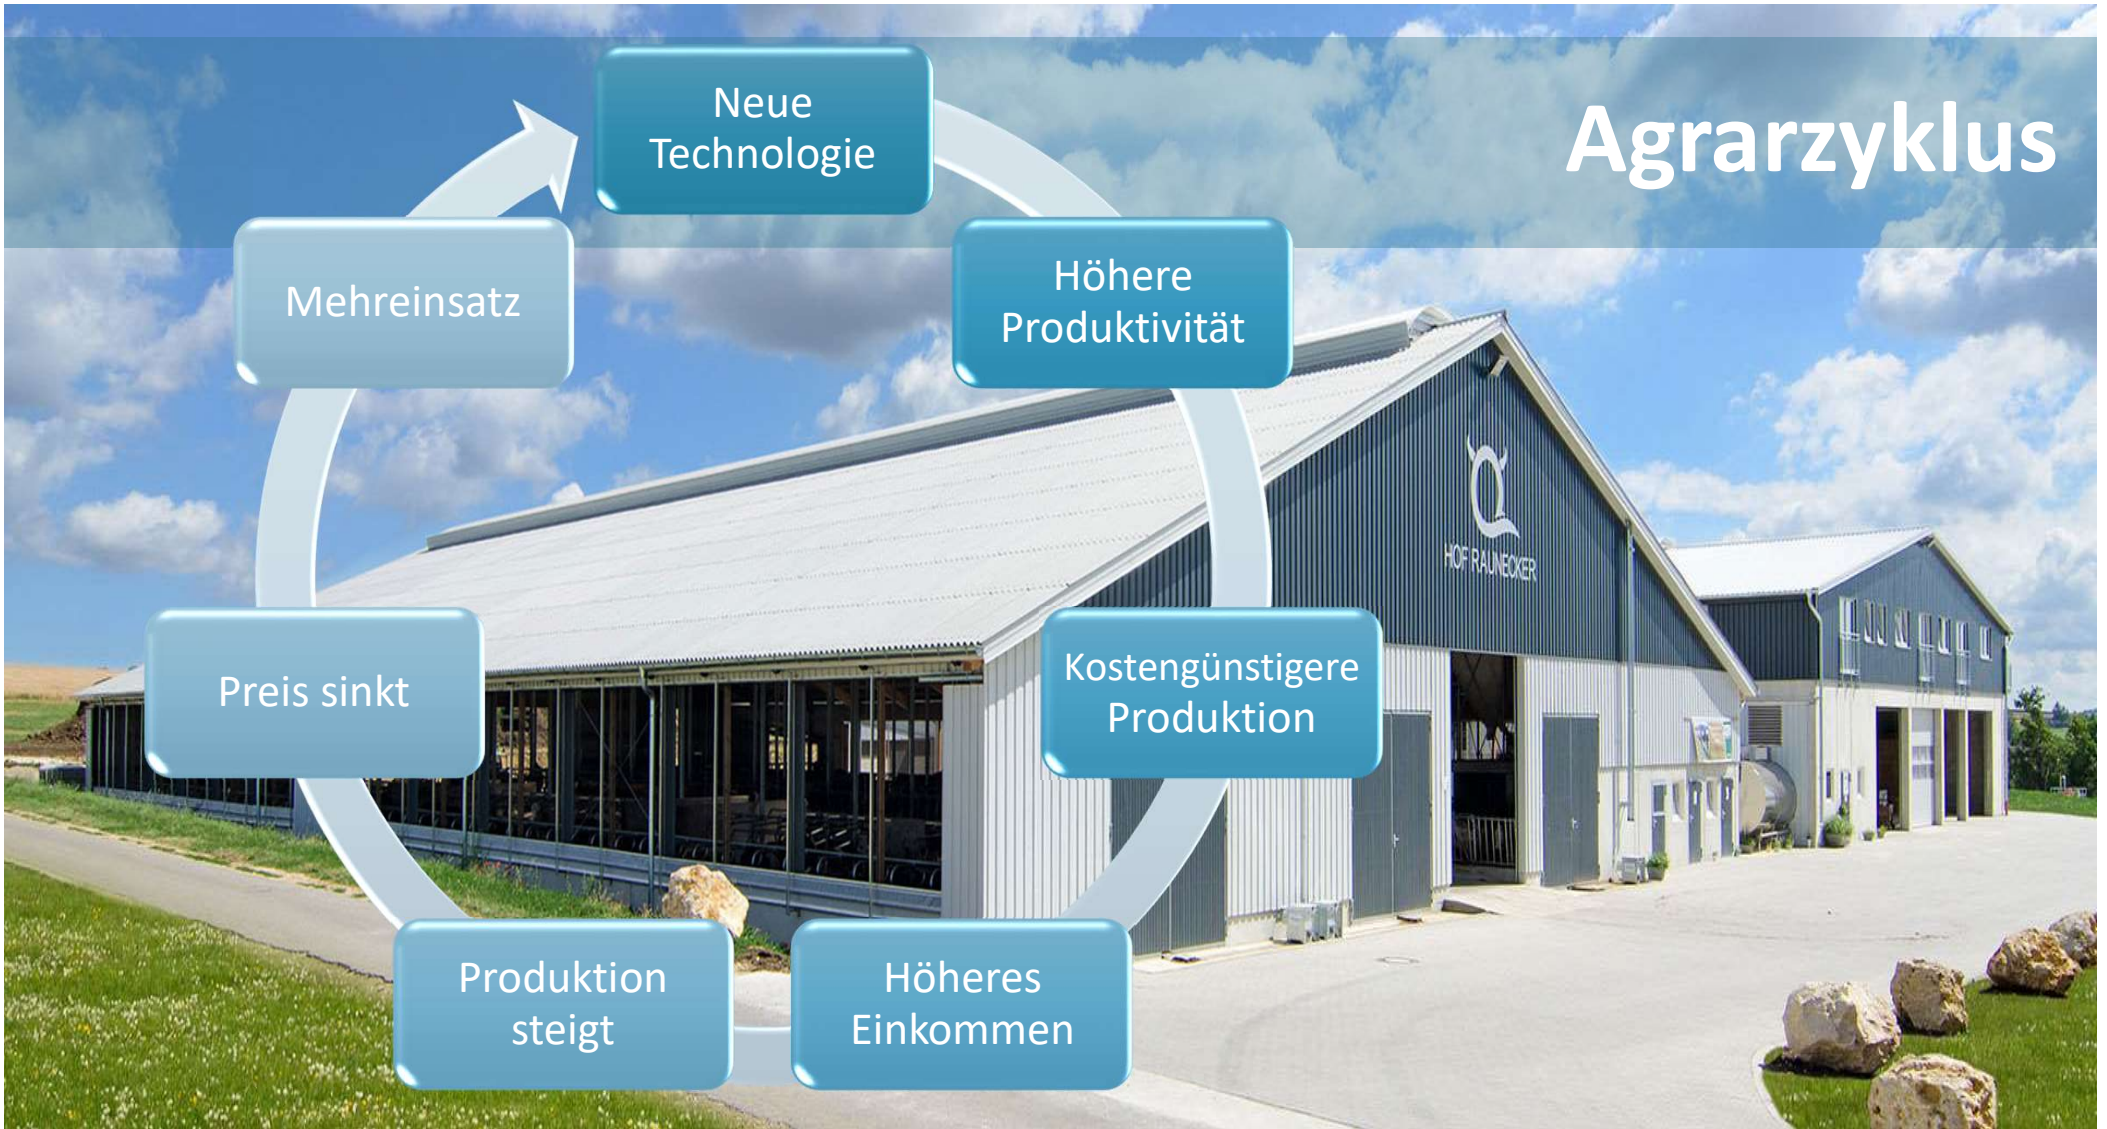 Agrarzyklus
Neue
Technologie
Höhere
Produktivität
Kostengünstigere
Produktion
Höheres
Einkommen
Produktion
steigt
Preis sinkt
Mehreinsatz
HOF RAUNECKER